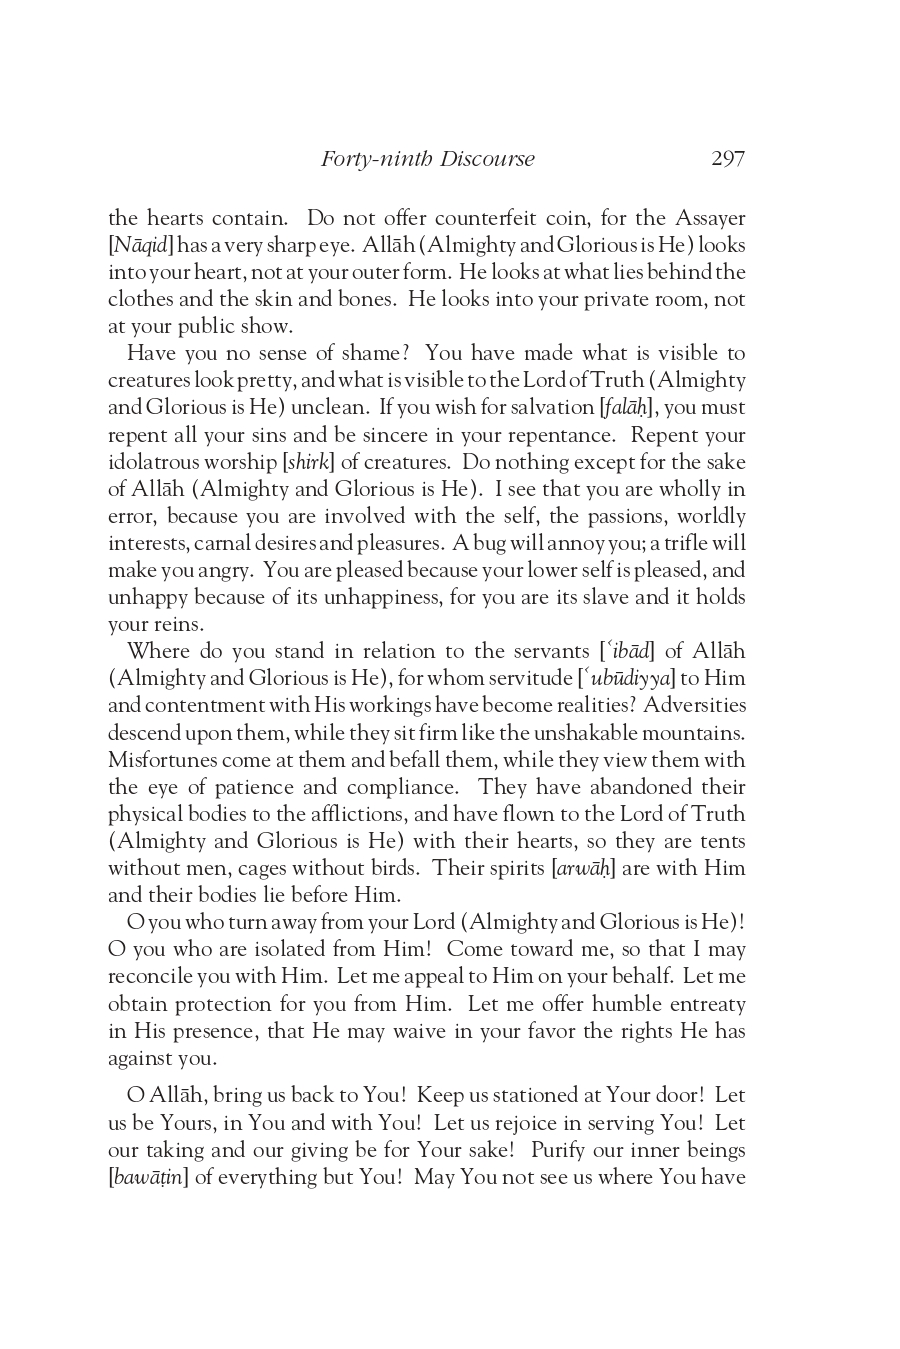 Forty-ninth Discourse 297
the hearts contain. Do not offer counterfeit coin, for the Assayer
[Nāqid] has a very sharp eye. Allāh (Almighty and Glorious is He) looks
into your heart, not at your outer form. He looks at what lies behind the
clothes and the skin and bones. He looks into your private room, not
at your public show.
Have you no sense of shame? You have made what is visible to
creatures look pretty, and what is visible to the Lord of Truth (Almighty
and Glorious is He) unclean. If you wish for salvation [falāḥ], you must
repent all your sins and be sincere in your repentance. Repent your
idolatrous worship [shirk] of creatures. Do nothing except for the sake
of Allāh (Almighty and Glorious is He). I see that you are wholly in
error, because you are involved with the self, the passions, worldly
interests, carnal desires and pleasures. A bug will annoy you; a trifle will
make you angry. You are pleased because your lower self is pleased, and
unhappy because of its unhappiness, for you are its slave and it holds
your reins.
Where do you stand in relation to the servants [ʿibād] of Allāh
(Almighty and Glorious is He), for whom servitude [ʿubūdiyya] to Him
and contentment with His workings have become realities? Adversities
descend upon them, while they sit firm like the unshakable mountains.
Misfortunes come at them and befall them, while they view them with
the eye of patience and compliance. They have abandoned their
physical bodies to the afflictions, and have flown to the Lord of Truth
(Almighty and Glorious is He) with their hearts, so they are tents
without men, cages without birds. Their spirits [arwāḥ] are with Him
and their bodies lie before Him.
O you who turn away from your Lord (Almighty and Glorious is He)!
O you who are isolated from Him! Come toward me, so that I may
reconcile you with Him. Let me appeal to Him on your behalf. Let me
obtain protection for you from Him. Let me offer humble entreaty
in His presence, that He may waive in your favor the rights He has
against you.
O Allāh, bring us back to You! Keep us stationed at Your door! Let
us be Yours, in You and with You! Let us rejoice in serving You! Let
our taking and our giving be for Your sake! Purify our inner beings
[bawāṭin] of everything but You! May You not see us where You have